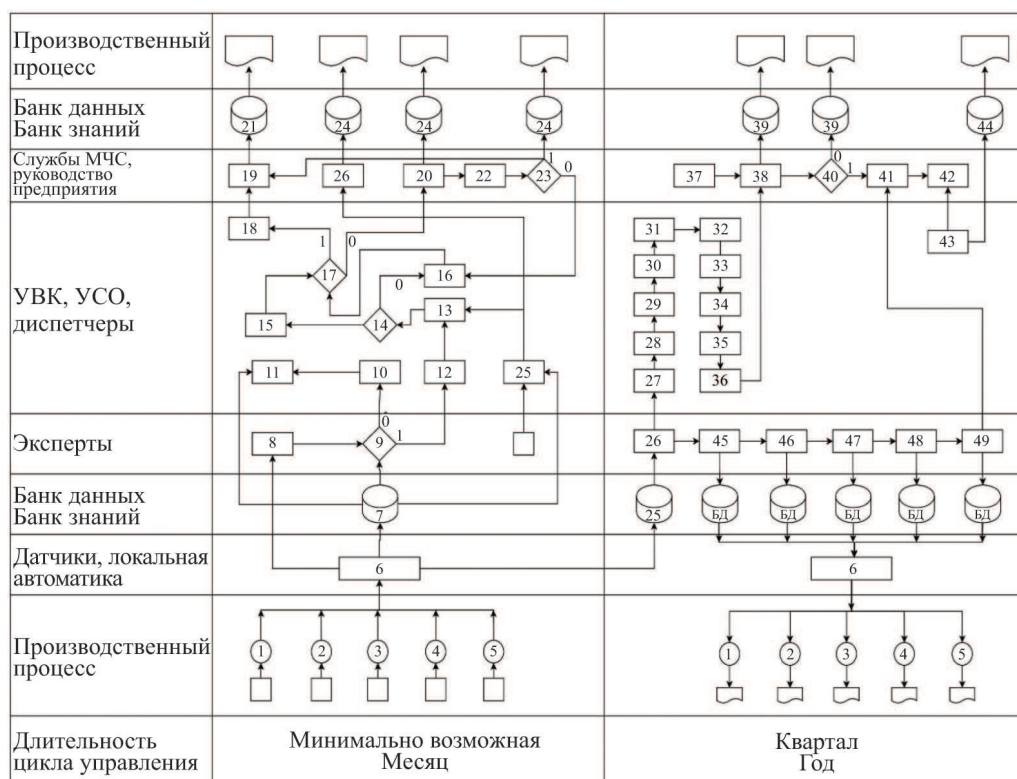 Производственный
процесс
Банк данных
Банк знаний
21
24
24
24
39
39
44
Службы МЧС,
руководство
предприятия
19
26
20
22
23
1
0
37
38
40
0
1
41
42
УВК, УСО,
диспетчеры
18
1
0
17
16
0
15
14
13
11
10
12
25
31
32
43
30
33
29
34
28
35
27
36
Эксперты
8
9
0
1
26
45
46
47
48
49
Банк данных
Банк знаний
7
25
БД
БД
БД
БД
БД
Датчики, локальная
автоматика
6
6
Производственный
процесс
1
2
3
4
5
1
2
3
4
5
Длительность
цикла управления
Минимально возможная
Месяц
Квартал
Год